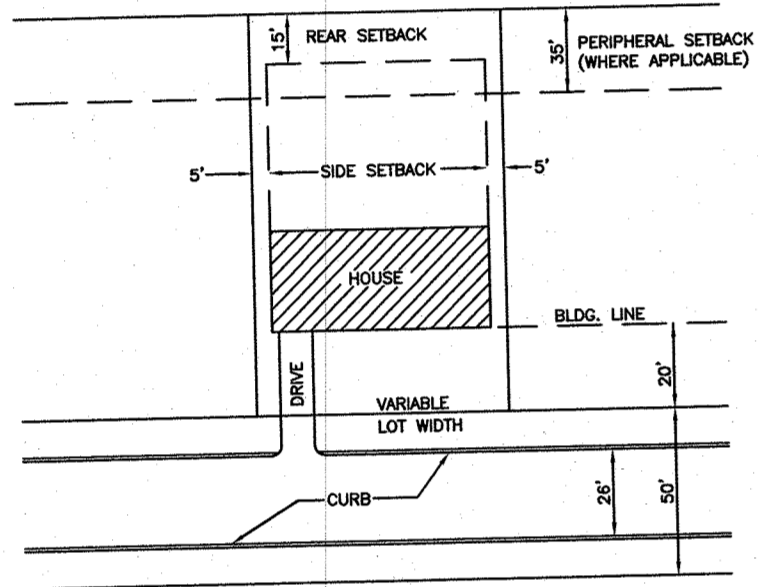 15'
REAR SETBACK
35'
PERIPHERAL SETBACK
(WHERE APPLICABLE)
5'
SIDE SETBACK
5'
HOUSE
BLDG. LINE
DRIVE
20'
VARIABLE
LOT WIDTH
CURB
26'
50'